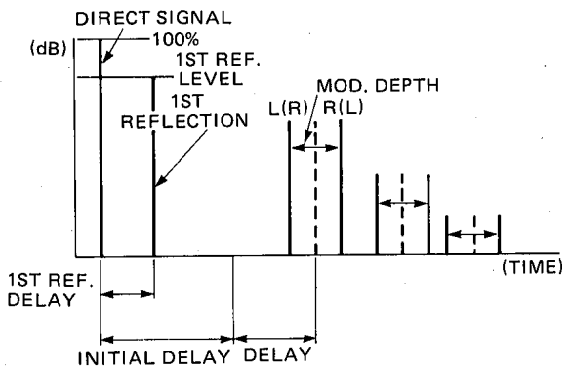 DIRECT SIGNAL
(dB)
100%
1ST REF.
LEVEL
1ST
REFLECTION
MOD. DEPTH
L(R)
R(L)
(TIME)
1ST REF.
DELAY
INITIAL DELAY
DELAY